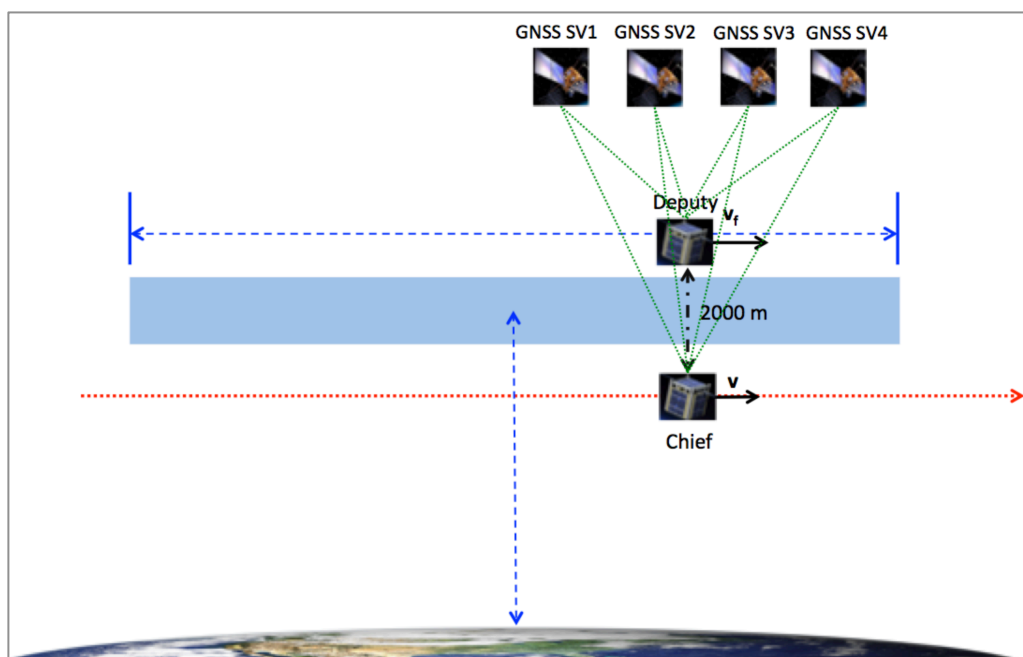 GNSS SV1 GNSS SV2 GNSS SV3 GNSS SV4
Deputy
vf
2000 m
v
Chief